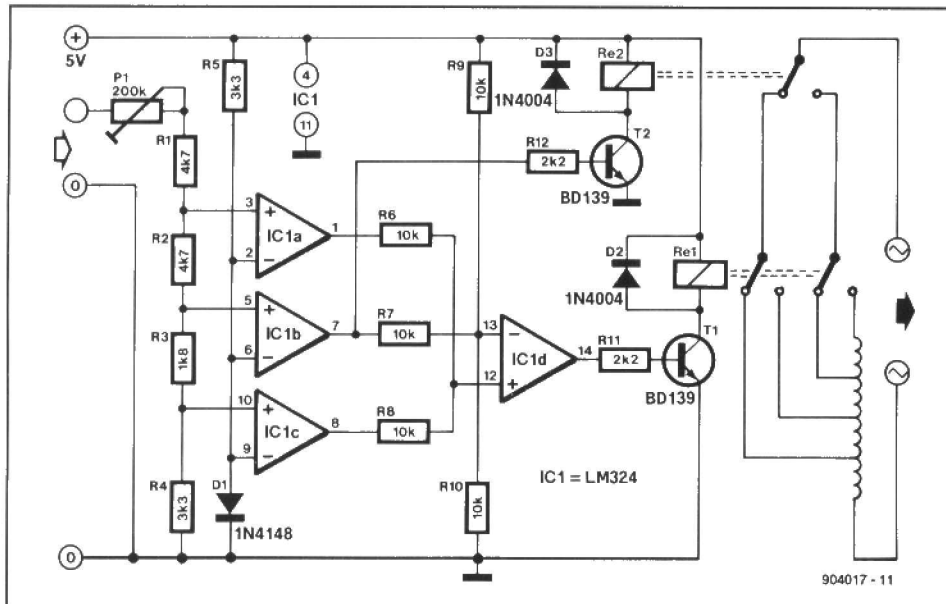 +
5V
P1
200k
0
R1
4k7
R2
4k7
R3
1k8
R4
3k3
R5
3k3
4
IC1
11
3
+
2
−
IC1a
1
5
+
6
−
IC1b
7
10
+
9
−
IC1c
8
D1
1N4148
R6
10k
R7
10k
R8
10k
R9
10k
R10
10k
13
−
12
+
IC1d
14
R11
2k2
R12
2k2
D3
1N4004
Re2
T2
BD139
D2
1N4004
Re1
T1
BD139
IC1 = LM324
0
904017 - 11